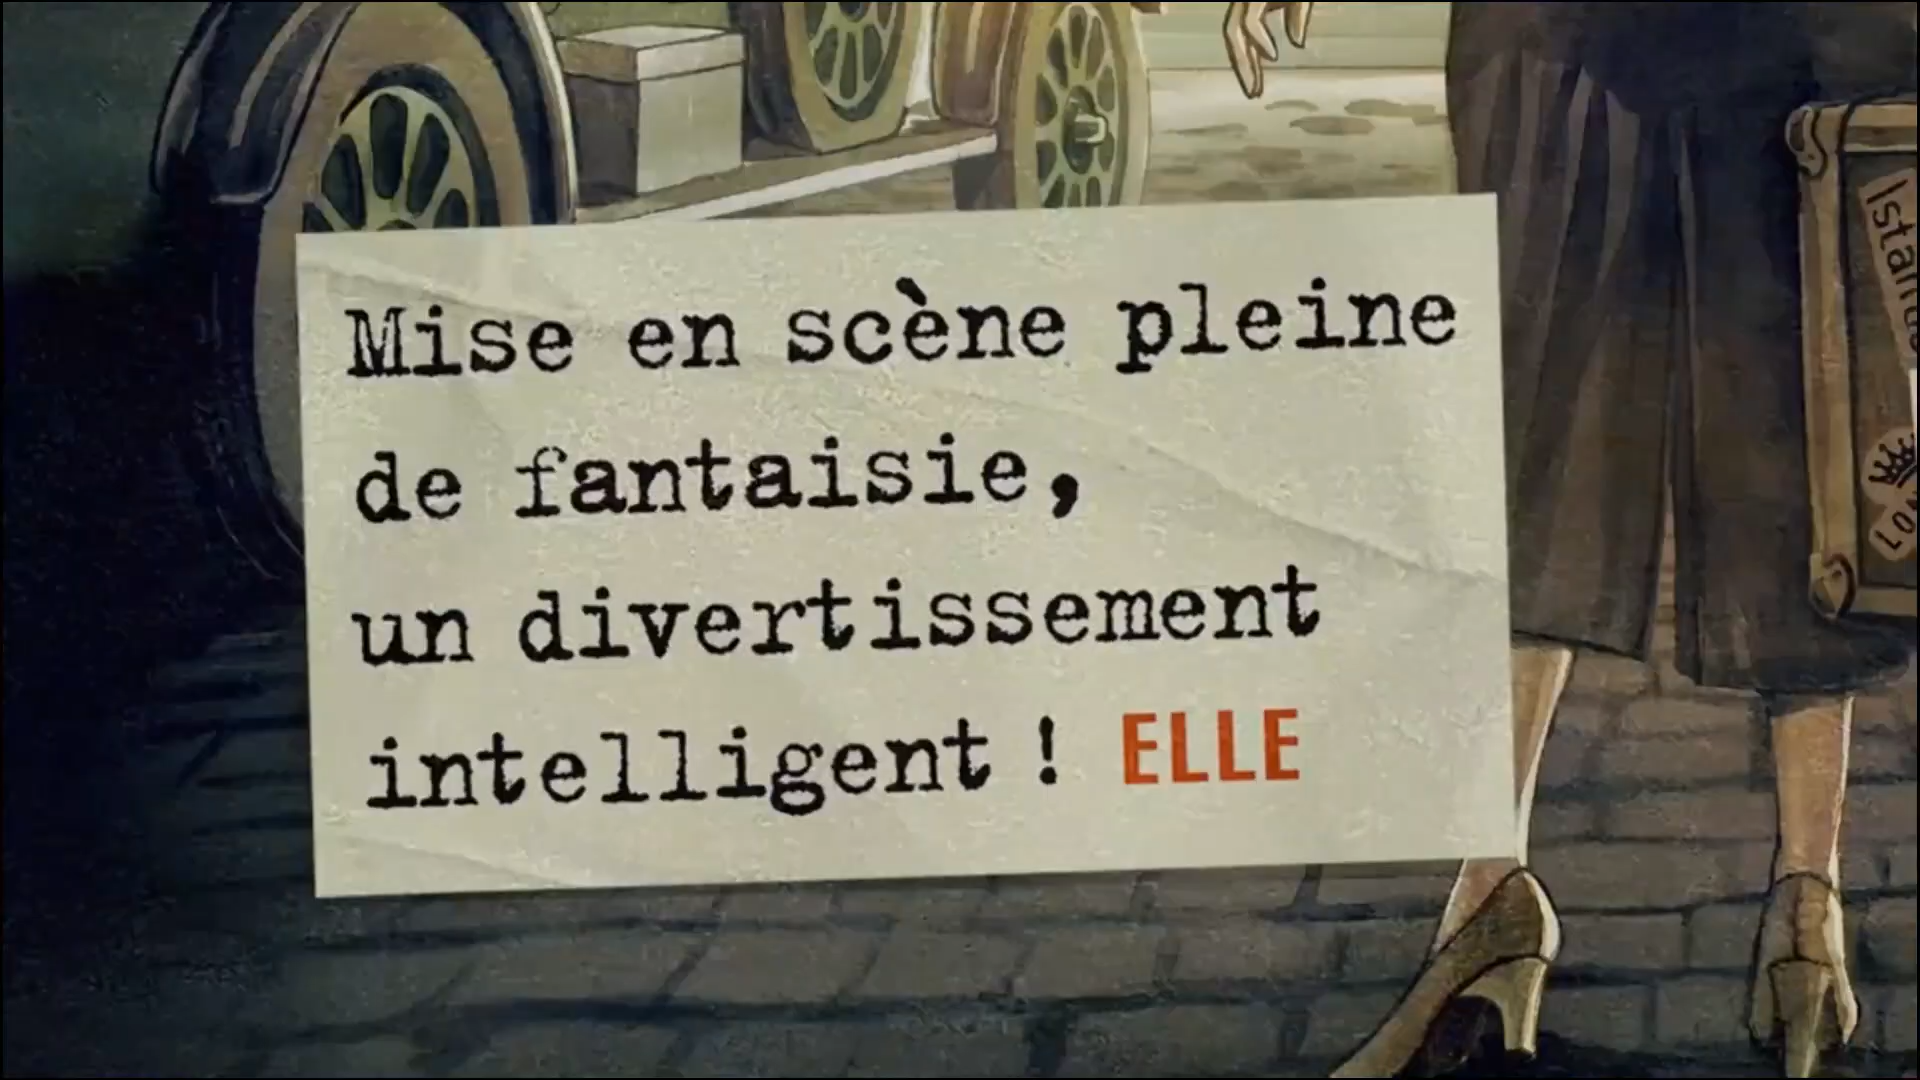 Mise en scène pleine
de fantaisie,
un divertissement
intelligent ! ELLE